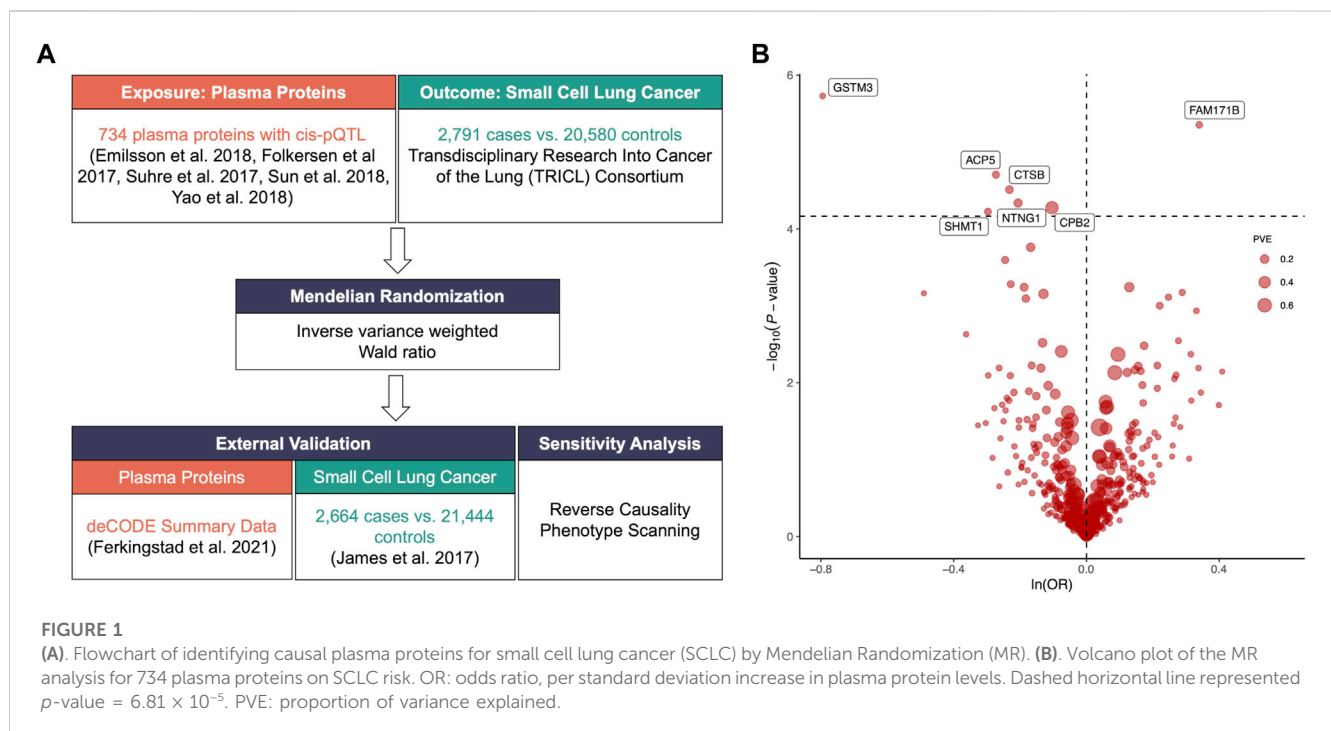 A
Exposure: Plasma Proteins
734 plasma proteins with cis-pQTL
(Emilsson et al. 2018, Folkersen et al
2017, Suhre et al. 2017, Sun et al. 2018,
Yao et al. 2018)
Outcome: Small Cell Lung Cancer
2,791 cases vs. 20,580 controls
Transdisciplinary Research Into Cancer
of the Lung (TRICL) Consortium
Mendelian Randomization
Inverse variance weighted
Wald ratio
External Validation
Plasma Proteins
deCODE Summary Data
(Ferkingstad et al. 2021)
Small Cell Lung Cancer
2,664 cases vs. 21,444
controls
(James et al. 2017)
Sensitivity Analysis
Reverse Causality
Phenotype Scanning
B
6
4
2
0
−log10(P − value)
GSTM3
FAM171B
ACP5
CTSB
SHMT1
NTNG1
CPB2
PVE
0.2
0.4
0.6
−0.8
−0.4
0.0
0.4
ln(OR)
FIGURE 1
(A). Flowchart of identifying causal plasma proteins for small cell lung cancer (SCLC) by Mendelian Randomization (MR). (B). Volcano plot of the MR
analysis for 734 plasma proteins on SCLC risk. OR: odds ratio, per standard deviation increase in plasma protein levels. Dashed horizontal line represented
p-value = 6.81 × 10−5. PVE: proportion of variance explained.